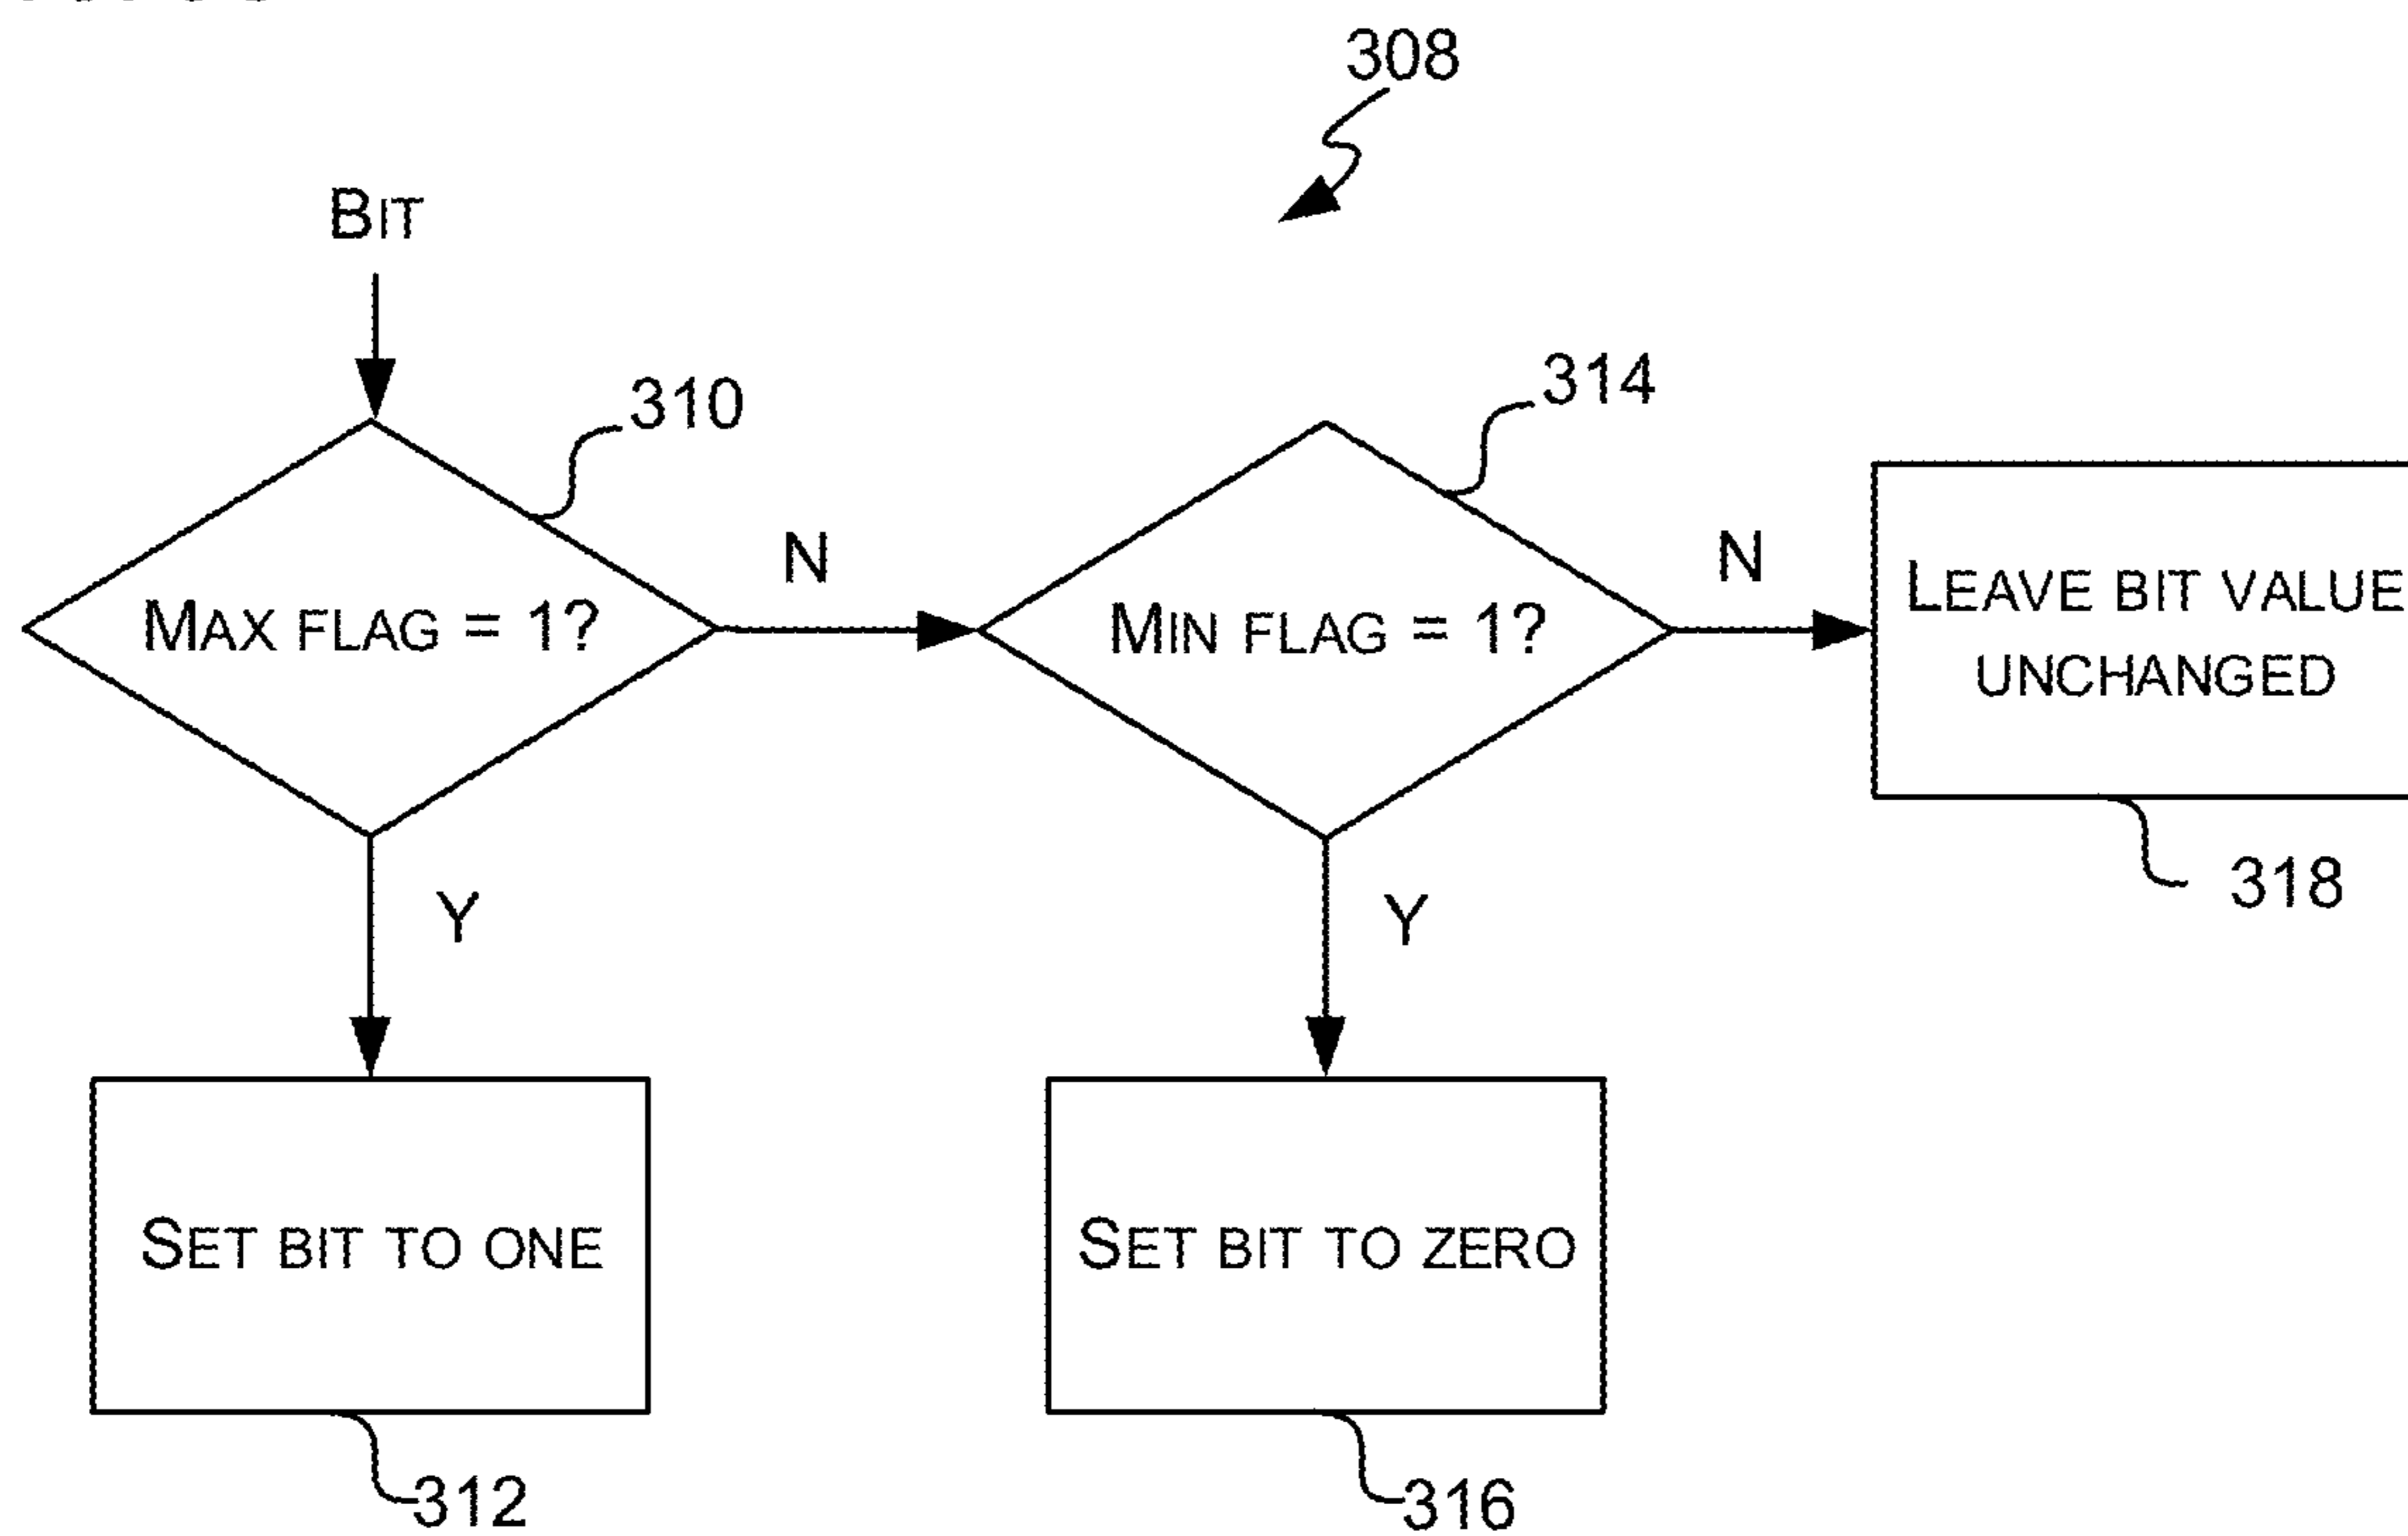 308
BIT
310
314
N
N
MAX FLAG = 1?
MIN FLAG = 1?
LEAVE BIT VALUE
UNCHANGED
318
Y
Y
SET BIT TO ONE
SET BIT TO ZERO
312
316